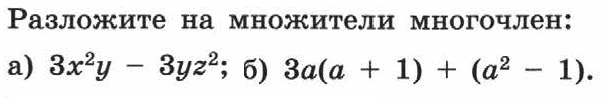 Разложите на множители многочлен:
а) 3x²y − 3yz²; б) 3a(a + 1) + (a² − 1).